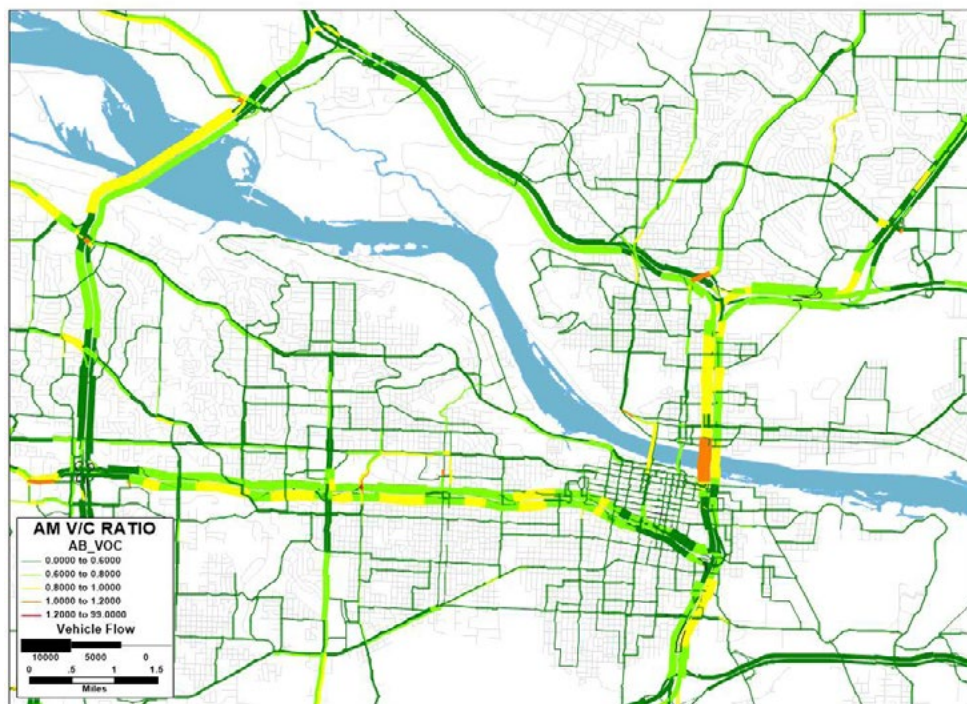 AM V/C RATIO
AB_VOC
0.0000 to 0.6000
0.6000 to 0.8000
0.8000 to 1.0000
1.0000 to 1.2000
1.2000 to 99.0000
Vehicle Flow
10000 5000 0
0 .5 1 1.5
Miles